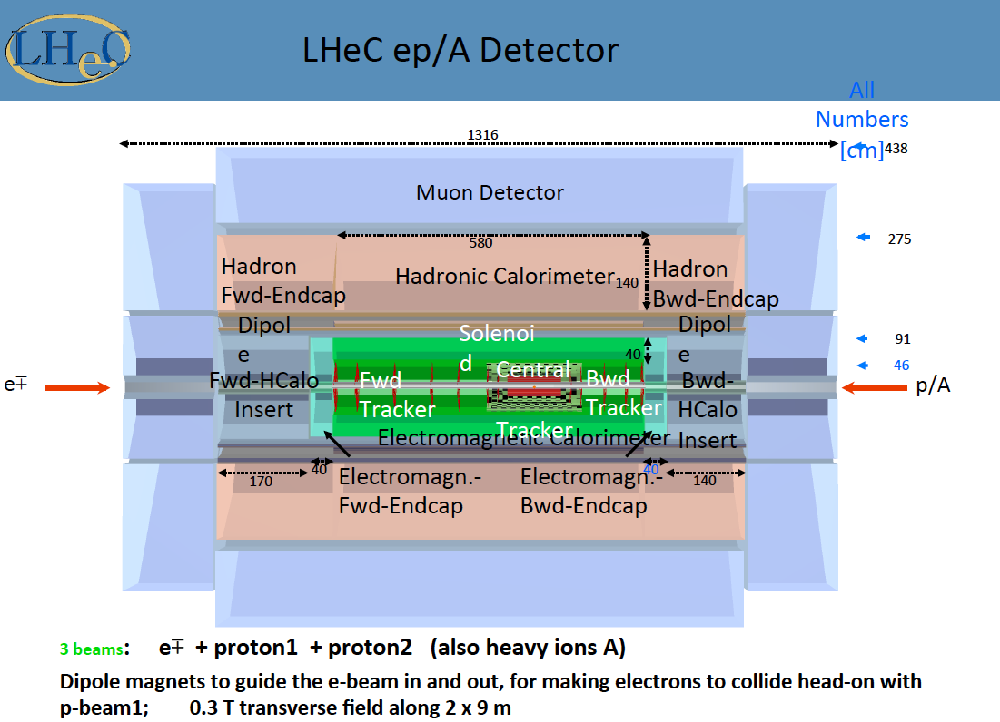 LHeC
LHeC ep/A Detector
All
Numbers
[cm]
1316
438
Muon Detector
580
275
Hadron
Fwd-Endcap
Hadronic Calorimeter
140
Hadron
Bwd-Endcap
Dipol
e
Solenoi
d
Dipol
e
40
91
46
e∓
Fwd-HCalo
Insert
Fwd
Tracker
Central
Tracker
Bwd
Tracker
Bwd-
HCalo
Insert
p/A
Electromagnetic Calorimeter
170
40
Electromagn.-
Fwd-Endcap
Electromagn.-
Bwd-Endcap
40
140
3 beams: e∓ + proton1 + proton2 (also heavy ions A)
Dipole magnets to guide the e-beam in and out, for making electrons to collide head-on with
p-beam1; 0.3 T transverse field along 2 x 9 m